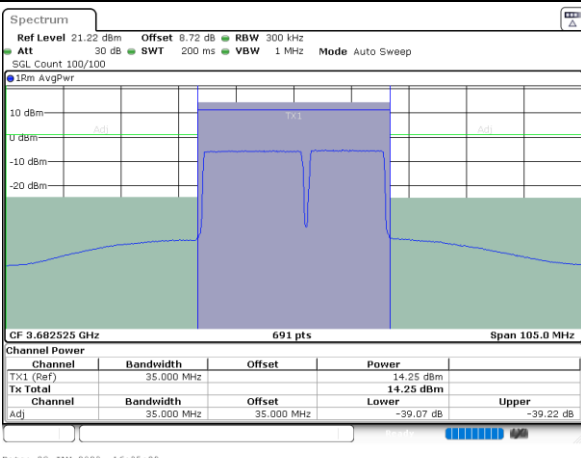 Spectrum
Ref Level 21.22 dBm Offset 8.72 dB RBW 300 kHz
Att 30 dB SWT 200 ms VBW 1 MHz Mode Auto Sweep
SGL Count 100/100
1Rm AvgPwr
10 dBm
TX1
Adj Adj
0 dBm
-10 dBm
-20 dBm
CF 3.682525 GHz 691 pts Span 105.0 MHz
Channel Power
Channel Bandwidth Offset Power
TX1 (Ref) 35.000 MHz 14.25 dBm
Tx Total 14.25 dBm
Channel Bandwidth Offset Lower Upper
Adj 35.000 MHz 35.000 MHz -39.07 dB -39.22 dB